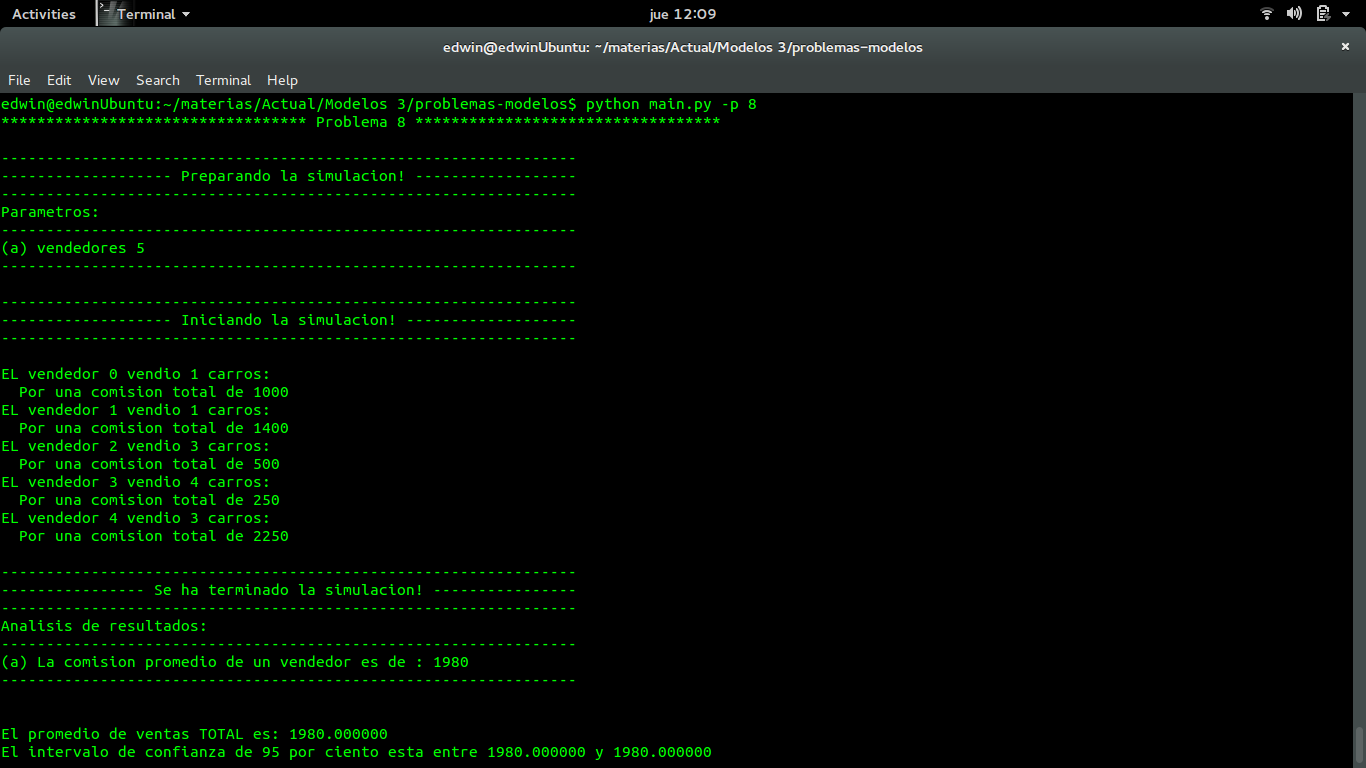 Activities Terminal jue 12:09
edwin@edwinUbuntu: ~/materias/Actual/Modelos 3/problemas-modelos ×
File Edit View Search Terminal Help
edwin@edwinUbuntu:~/materias/Actual/Modelos 3/problemas-modelos$ python main.py -p 8
********************************** Problema 8 **********************************
----------------------------------------------------------------
------------------- Preparando la simulacion! ------------------
----------------------------------------------------------------
Parametros:
----------------------------------------------------------------
(a) vendedores 5
----------------------------------------------------------------
----------------------------------------------------------------
------------------- Iniciando la simulacion! -------------------
----------------------------------------------------------------
EL vendedor 0 vendio 1 carros:
Por una comision total de 1000
EL vendedor 1 vendio 1 carros:
Por una comision total de 1400
EL vendedor 2 vendio 3 carros:
Por una comision total de 500
EL vendedor 3 vendio 4 carros:
Por una comision total de 250
EL vendedor 4 vendio 3 carros:
Por una comision total de 2250
----------------------------------------------------------------
---------------- Se ha terminado la simulacion! ----------------
----------------------------------------------------------------
Analisis de resultados:
----------------------------------------------------------------
(a) La comision promedio de un vendedor es de : 1980
----------------------------------------------------------------
El promedio de ventas TOTAL es: 1980.000000
El intervalo de confianza de 95 por ciento esta entre 1980.000000 y 1980.000000